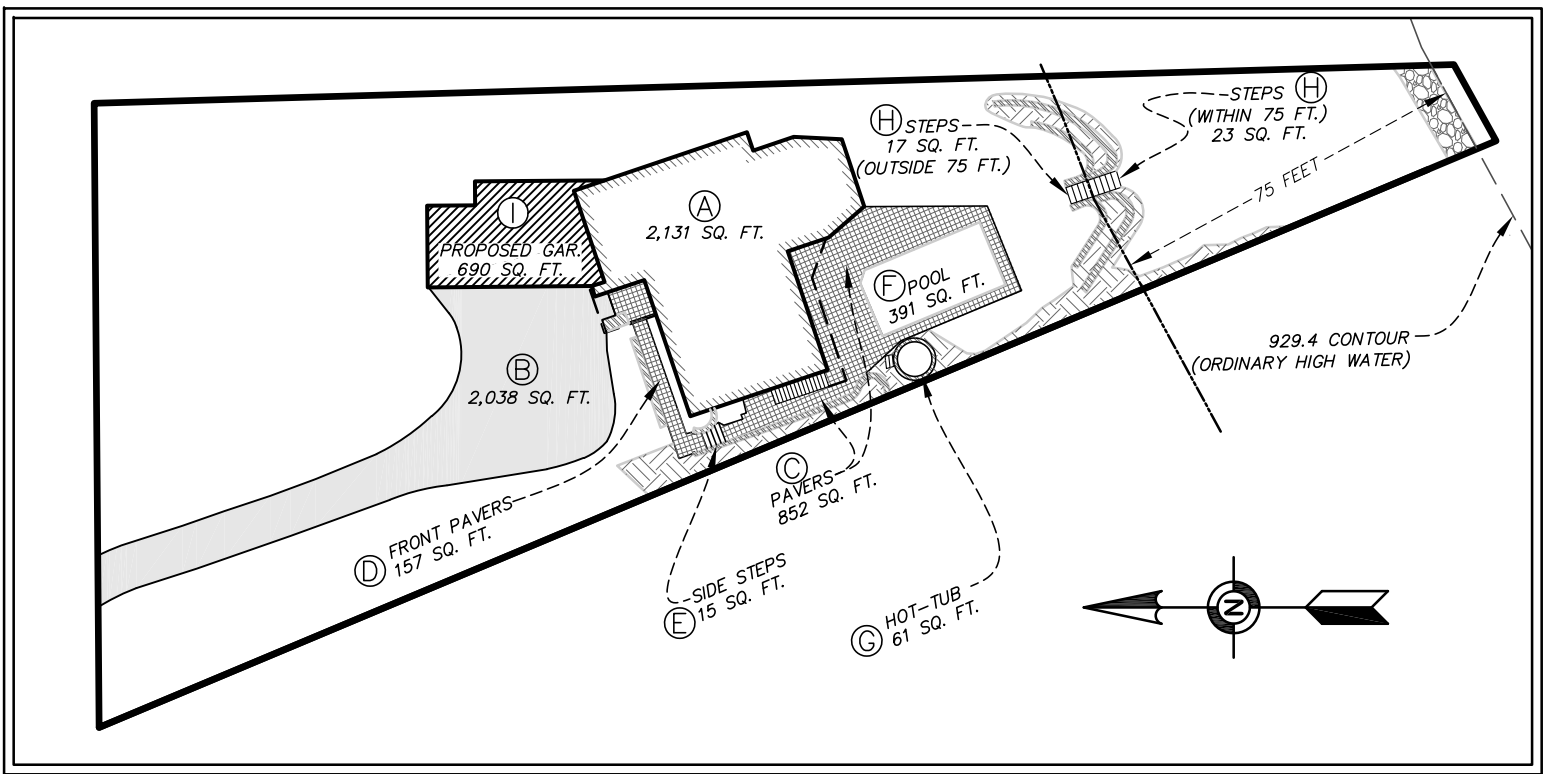 STEPS H
(WITHIN 75 FT.)
23 SQ. FT.
H STEPS
17 SQ. FT.
(OUTSIDE 75 FT.)
75 FEET
A
2,131 SQ. FT.
I
PROPOSED GAR.
690 SQ. FT.
F POOL
391 SQ. FT.
929.4 CONTOUR
(ORDINARY HIGH WATER)
B
2,038 SQ. FT.
C
PAVERS
852 SQ. FT.
D FRONT PAVERS
157 SQ. FT.
E SIDE STEPS
15 SQ. FT.
G HOT-TUB
61 SQ. FT.
N